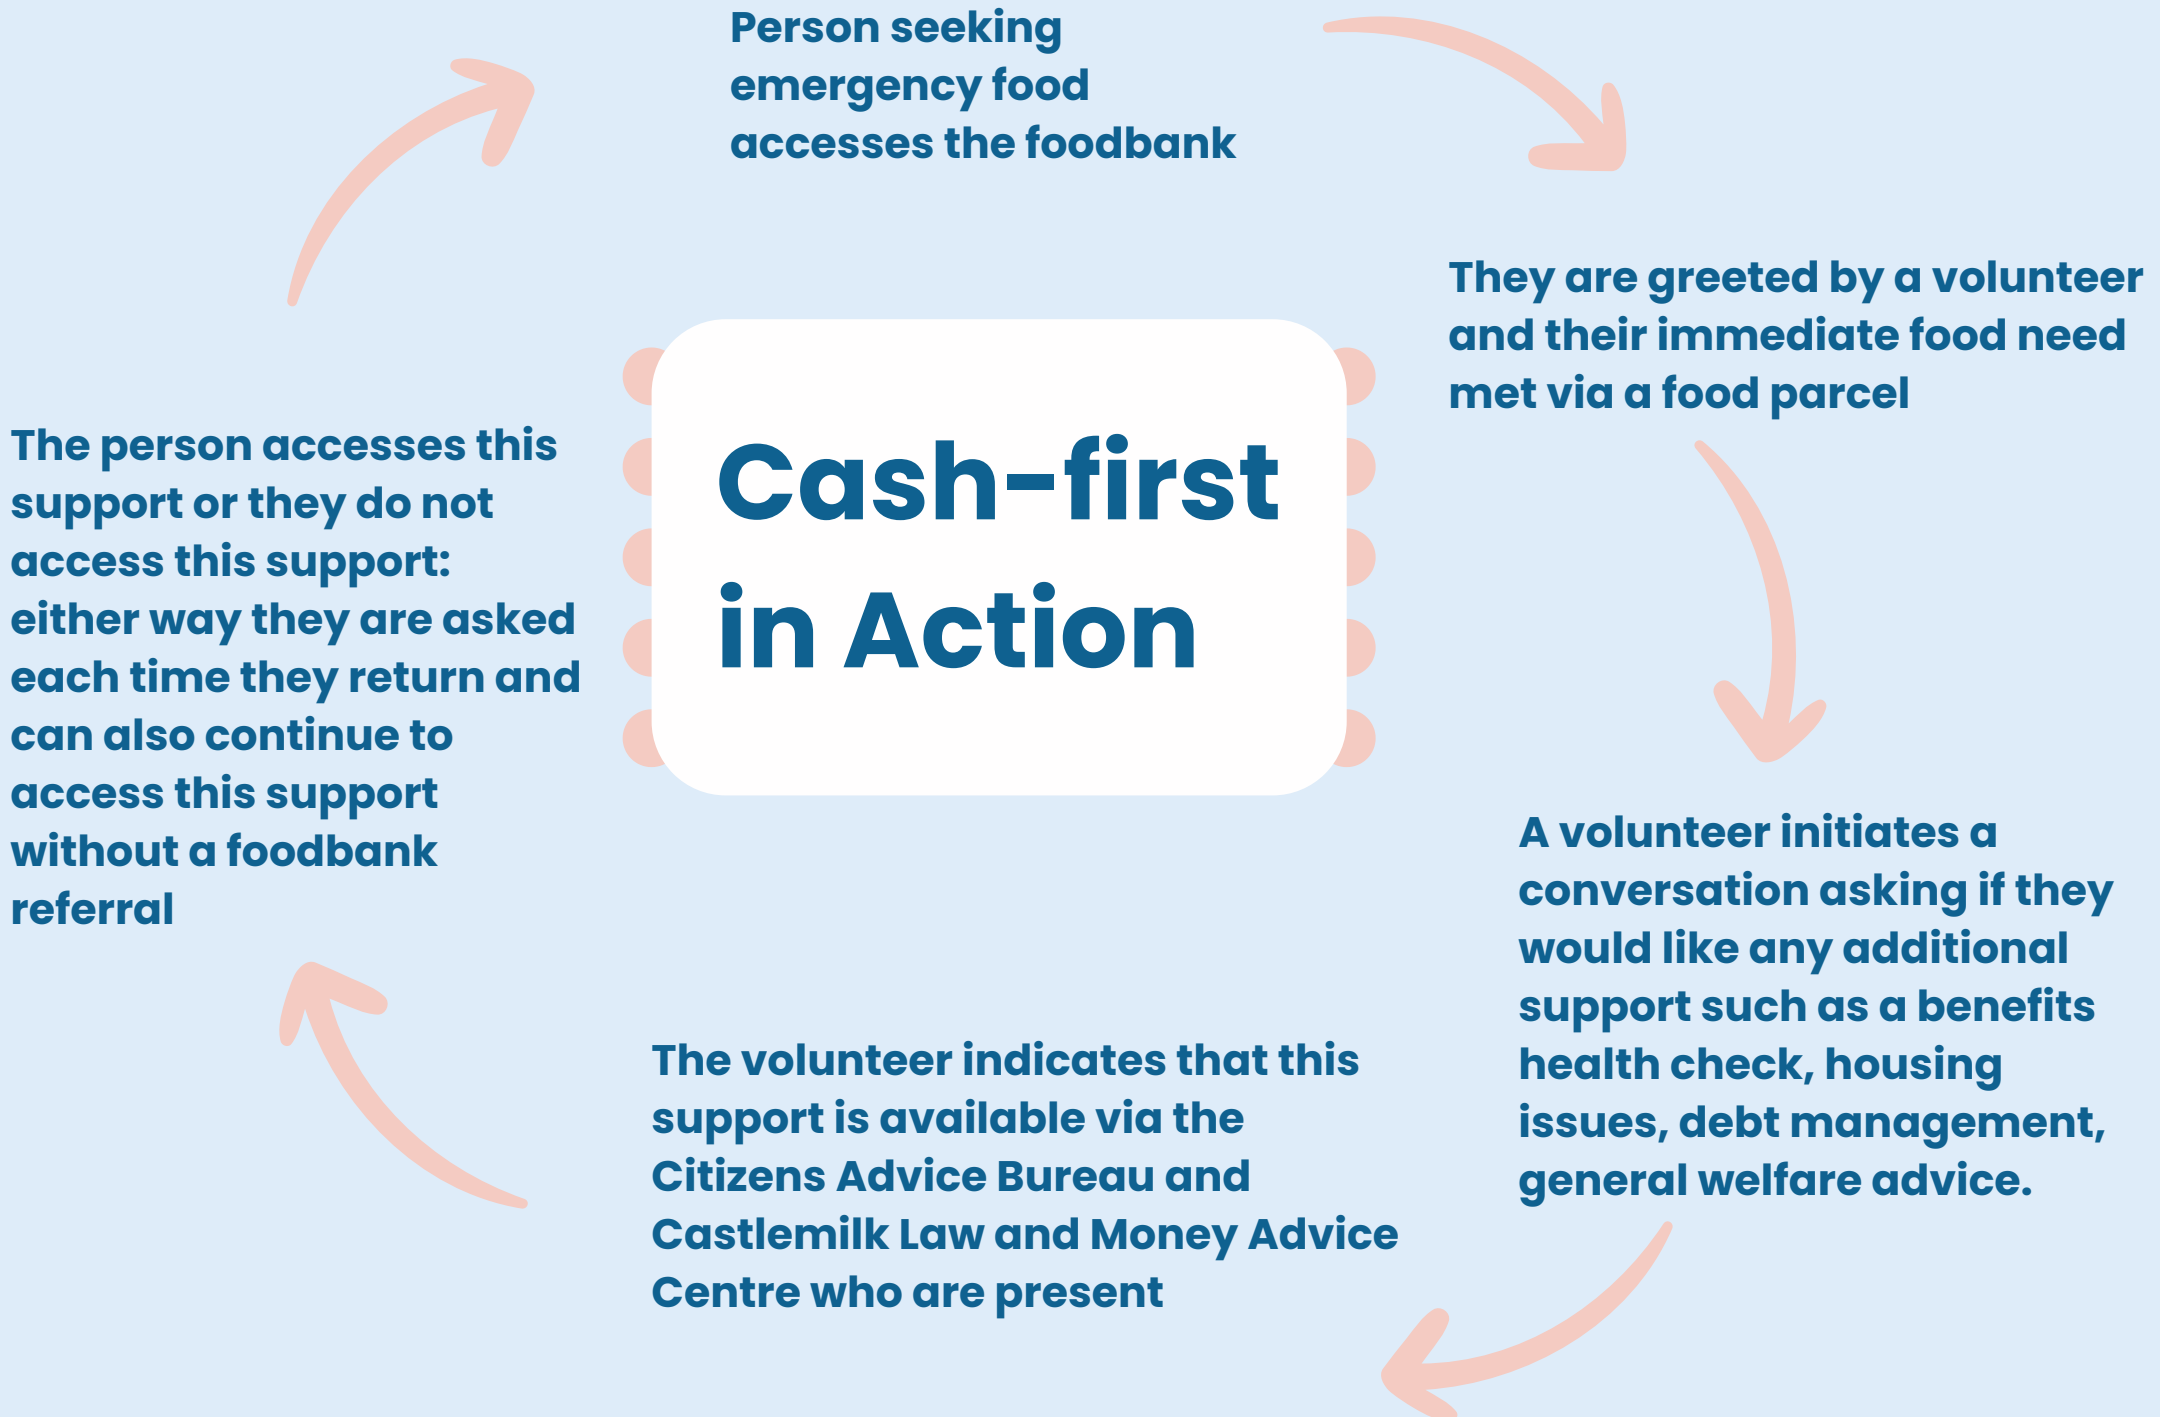 Person seeking
emergency food
accesses the foodbank
They are greeted by a volunteer
and their immediate food need
met via a food parcel
A volunteer initiates a
conversation asking if they
would like any additional
support such as a benefits
health check, housing
issues, debt management,
general welfare advice.
The volunteer indicates that this
support is available via the
Citizens Advice Bureau and
Castlemilk Law and Money Advice
Centre who are present
The person accesses this
support or they do not
access this support:
either way they are asked
each time they return and
can also continue to
access this support
without a foodbank
referral
Cash-first
in Action